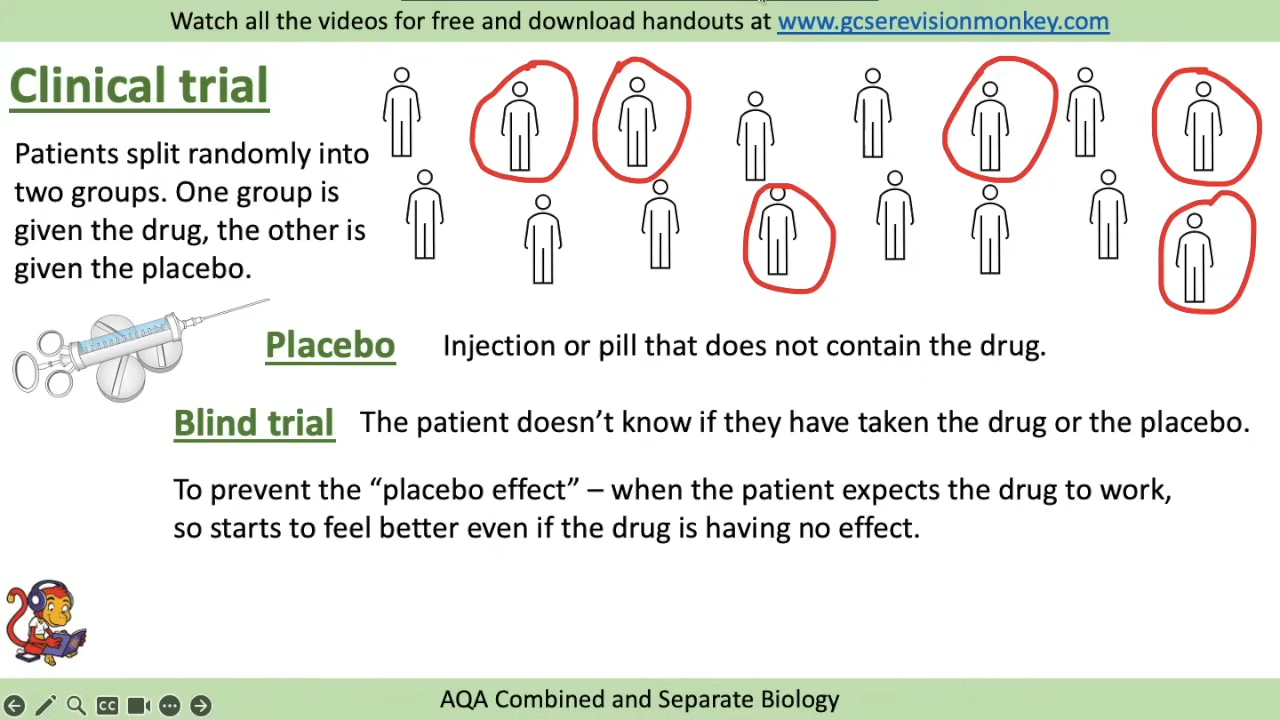 Watch all the videos for free and download handouts at www.gcserevisionmonkey.com
Clinical trial
Patients split randomly into
two groups. One group is
given the drug, the other is
given the placebo.
Placebo Injection or pill that does not contain the drug.
Blind trial The patient doesn’t know if they have taken the drug or the placebo.
To prevent the “placebo effect” – when the patient expects the drug to work,
so starts to feel better even if the drug is having no effect.
CC
AQA Combined and Separate Biology